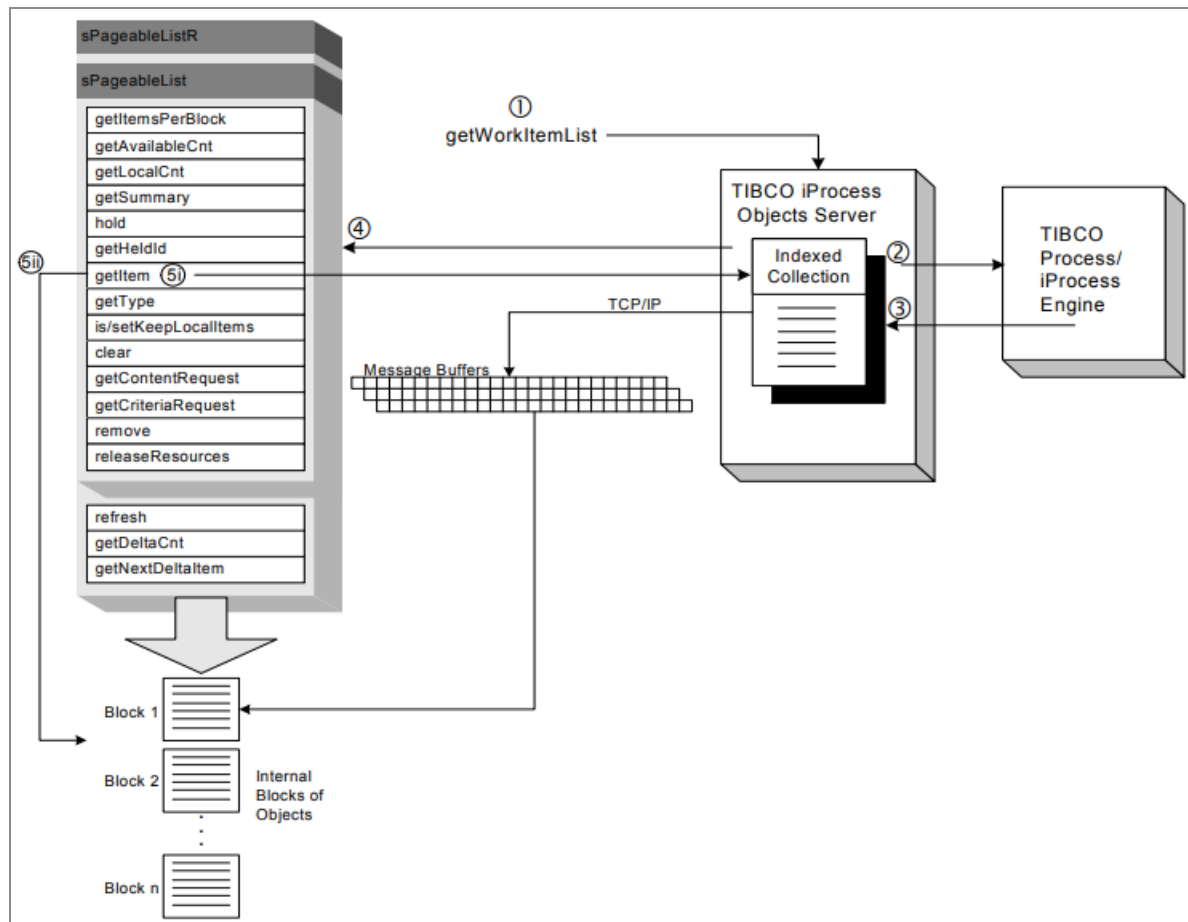 sPageableListR
sPageableList
getItemsPerBlock
getAvailableCnt
getLocalCnt
getSummary
hold
getHeldId
getItem 5i
getType
is/setKeepLocalItems
clear
getContentRequest
getCriteriaRequest
remove
releaseResources
refresh
getDeltaCnt
getNextDeltaItem
5ii
①
getWorkItemList
④
TIBCO iProcess
Objects Server
Indexed
Collection
②
③
TIBCO
Process/
iProcess
Engine
TCP/IP
Message Buffers
Block 1
Block 2
Internal
Blocks of
Objects
Block n